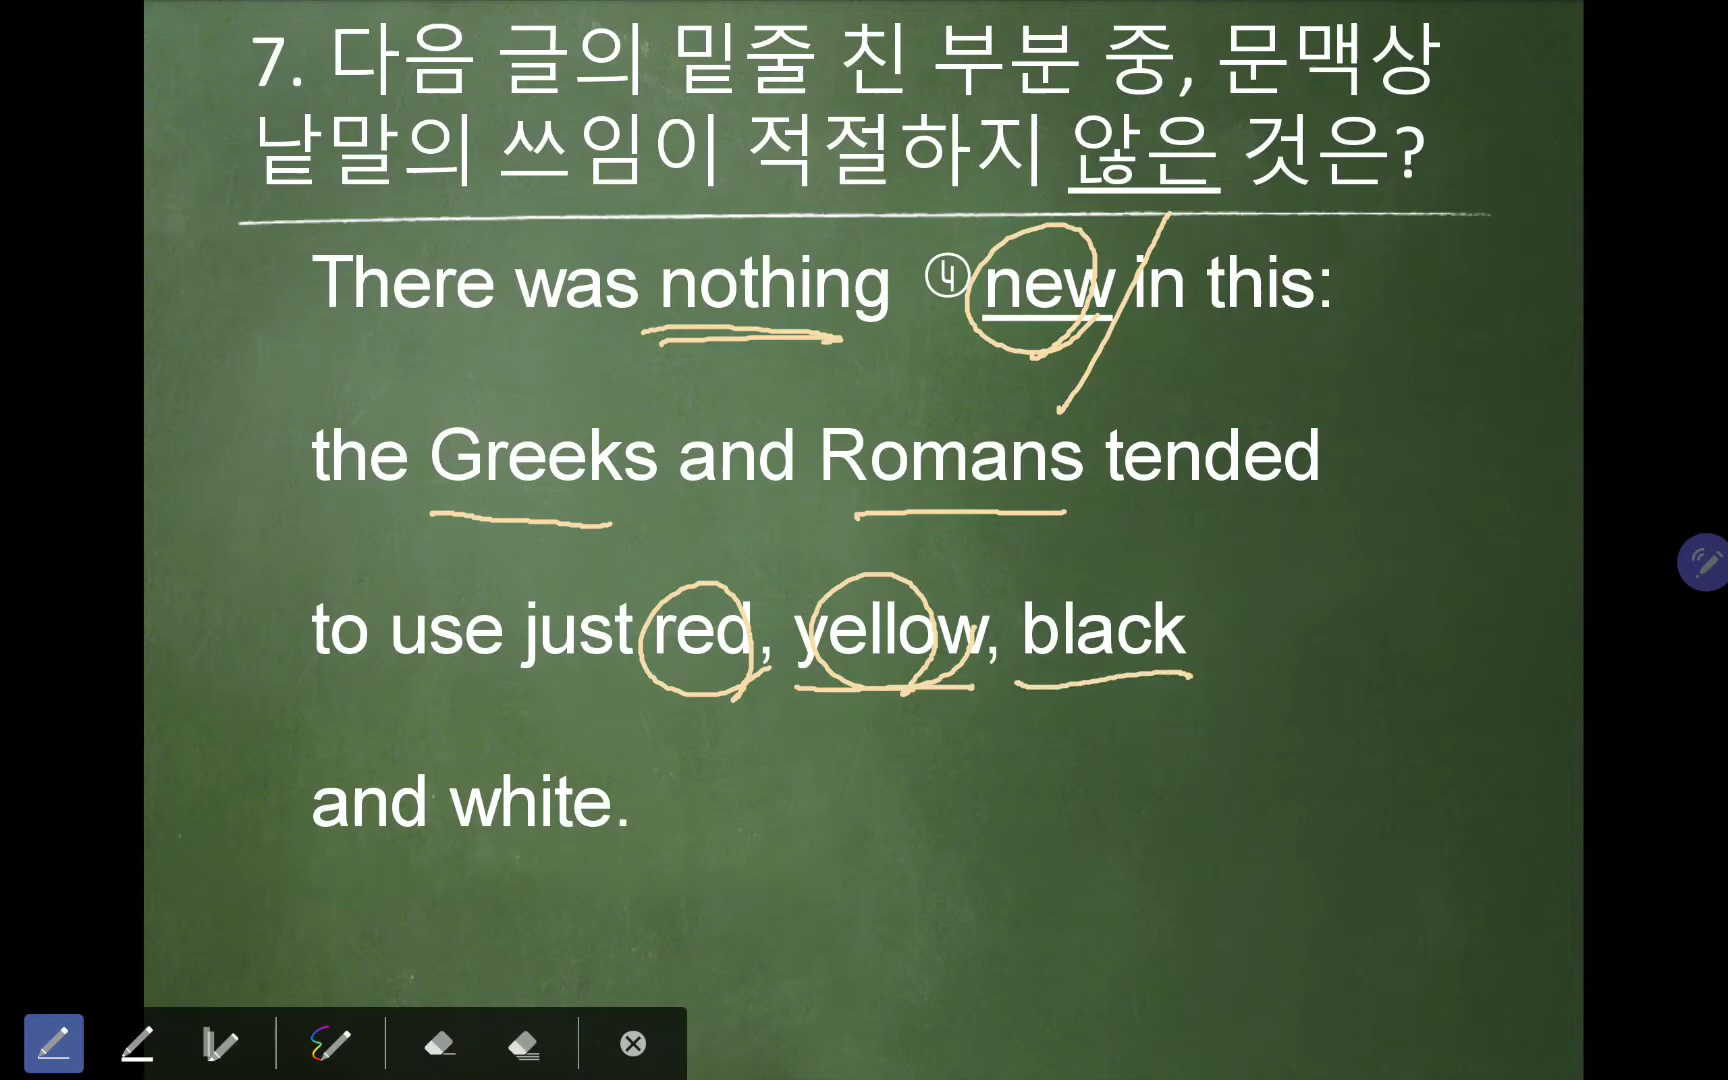 7. 다음 글의 밑줄 친 부분 중, 문맥상
낱말의 쓰임이 적절하지 않은 것은?
There was nothing ④ new in this:
the Greeks and Romans tended
to use just red, yellow, black
and white.